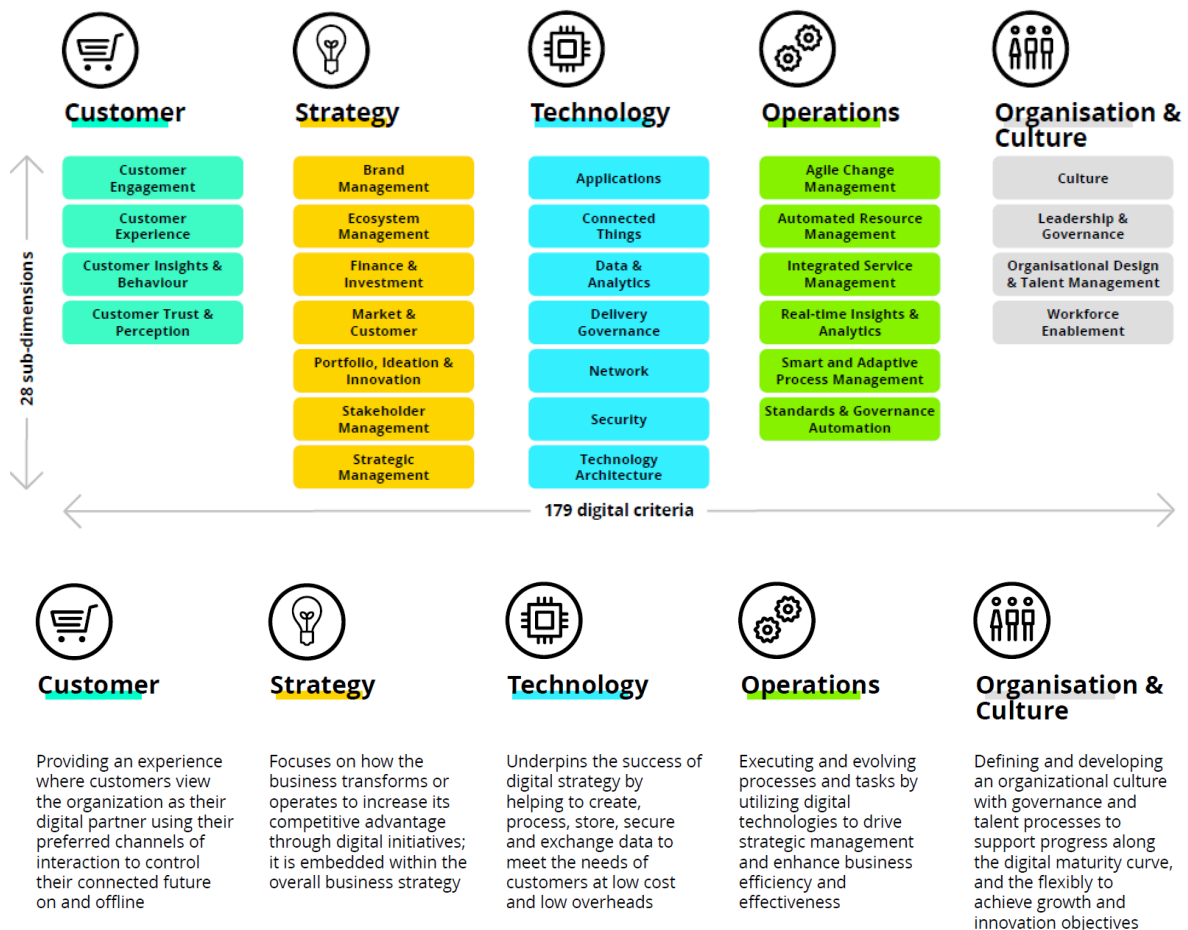 Customer
Strategy
Technology
Operations
Organisation &
Culture
28 sub-dimensions
Customer
Engagement
Customer
Experience
Customer Insights &
Behaviour
Customer Trust &
Perception
Brand
Management
Ecosystem
Management
Finance &
Investment
Market &
Customer
Portfolio, Ideation &
Innovation
Stakeholder
Management
Strategic
Management
Applications
Connected
Things
Data &
Analytics
Delivery
Governance
Network
Security
Technology
Architecture
Agile Change
Management
Automated Resource
Management
Integrated Service
Management
Real-time Insights &
Analytics
Smart and Adaptive
Process Management
Standards & Governance
Automation
Culture
Leadership &
Governance
Organisational Design
& Talent Management
Workforce
Enablement
179 digital criteria
Customer
Providing an experience
where customers view
the organization as their
digital partner using their
preferred channels of
interaction to control
their connected future
on and offline
Strategy
Focuses on how the
business transforms or
operates to increase its
competitive advantage
through digital initiatives;
it is embedded within the
overall business strategy
Technology
Underpins the success of
digital strategy by
helping to create,
process, store, secure
and exchange data to
meet the needs of
customers at low cost
and low overheads
Operations
Executing and evolving
processes and tasks by
utilizing digital
technologies to drive
strategic management
and enhance business
efficiency and
effectiveness
Organisation &
Culture
Defining and developing
an organizational culture
with governance and
talent processes to
support progress along
the digital maturity curve,
and the flexibly to
achieve growth and
innovation objectives